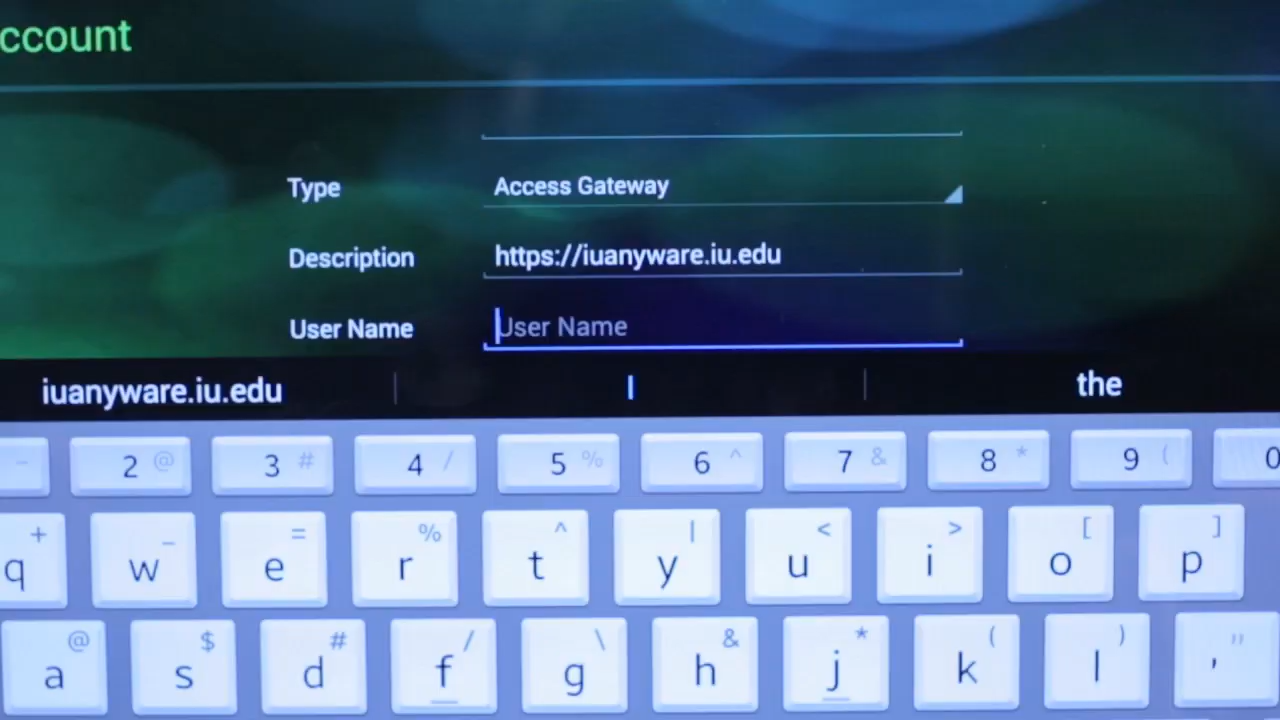 ccount
Type Access Gateway
Description https://iuanyware.iu.edu
User Name User Name
iuanyware.iu.edu I the
- 2 @ 3 # 4 / 5 % 6 ^ 7 & 8 * 9 ( 0
q + w _ e = r % t ^ y | u < i > o [ p ]
a @ s $ d # f / g \ h & j * k ( l ) ' "